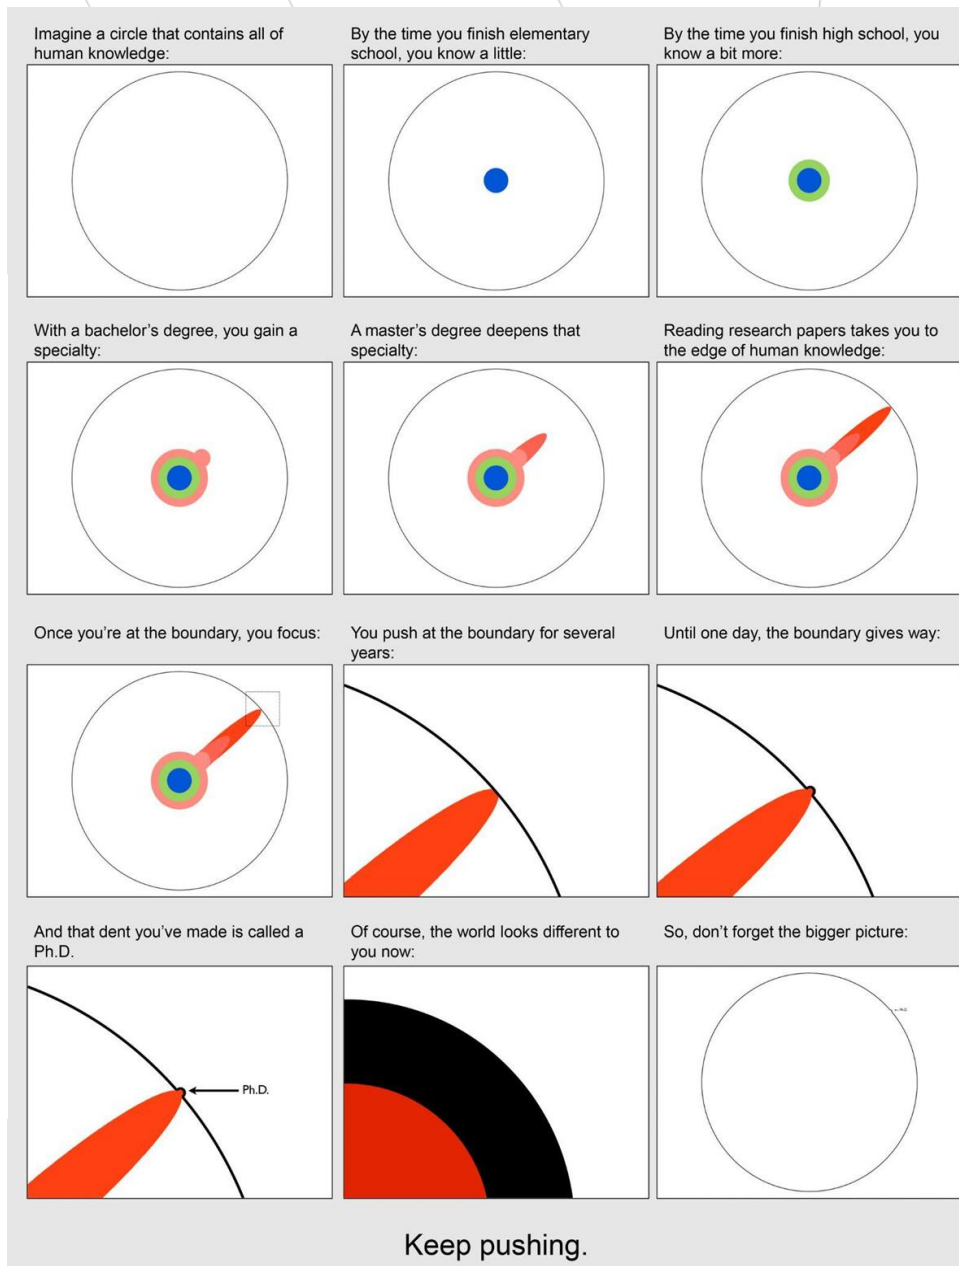 Imagine a circle that contains all of
human knowledge:
By the time you finish elementary
school, you know a little:
By the time you finish high school, you
know a bit more:
With a bachelor's degree, you gain a
specialty:
A master's degree deepens that
specialty:
Reading research papers takes you to
the edge of human knowledge:
Once you're at the boundary, you focus:
You push at the boundary for several
years:
Until one day, the boundary gives way:
And that dent you've made is called a
Ph.D.
Ph.D.
Of course, the world looks different to
you now:
So, don't forget the bigger picture:
Keep pushing.